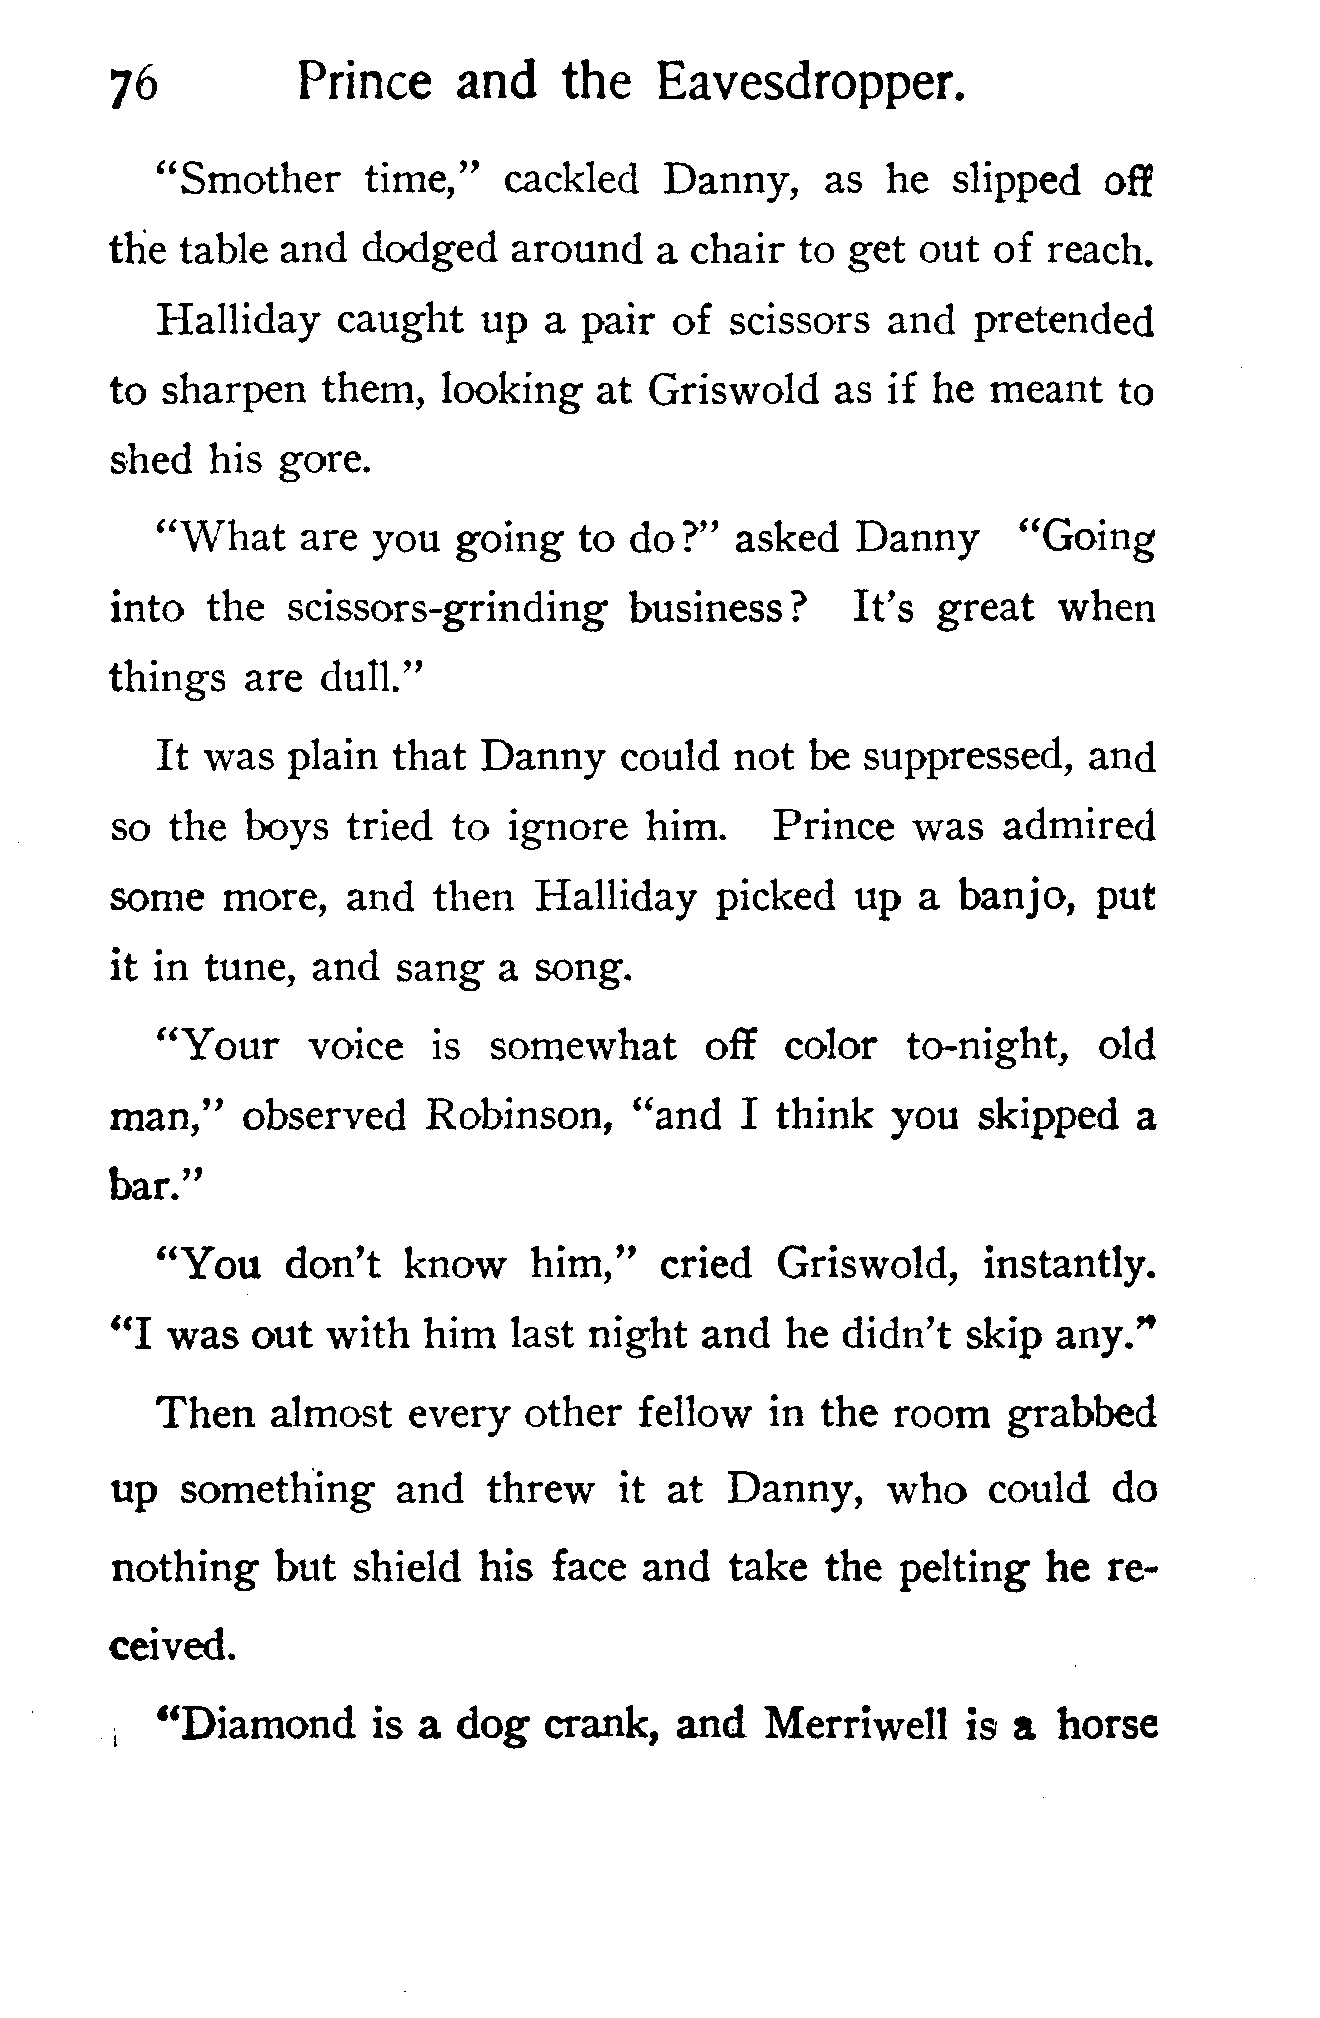 76 Prince and the Eavesdropper.
“Smother time,” cackled Danny, as he slipped off
the table and dodged around a chair to get out of reach.
Halliday caught up a pair of scissors and pretended
to sharpen them, looking at Griswold as if he meant to
shed his gore.
“What are you going to do?” asked Danny “Going
into the scissors-grinding business? It’s great when
things are dull.”
It was plain that Danny could not be suppressed, and
so the boys tried to ignore him. Prince was admired
some more, and then Halliday picked up a banjo, put
it in tune, and sang a song.
“Your voice is somewhat off color to-night, old
man,” observed Robinson, “and I think you skipped a
bar.”
“You don’t know him,” cried Griswold, instantly.
“I was out with him last night and he didn’t skip any.”
Then almost every other fellow in the room grabbed
up something and threw it at Danny, who could do
nothing but shield his face and take the pelting he re-
ceived.
“Diamond is a dog crank, and Merriwell is a horse